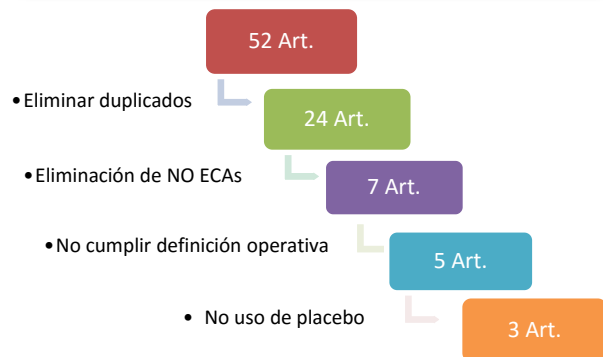 52 Art.
• Eliminar duplicados
24 Art.
• Eliminación de NO ECAs
7 Art.
• No cumplir definición operativa
5 Art.
• No uso de placebo
3 Art.